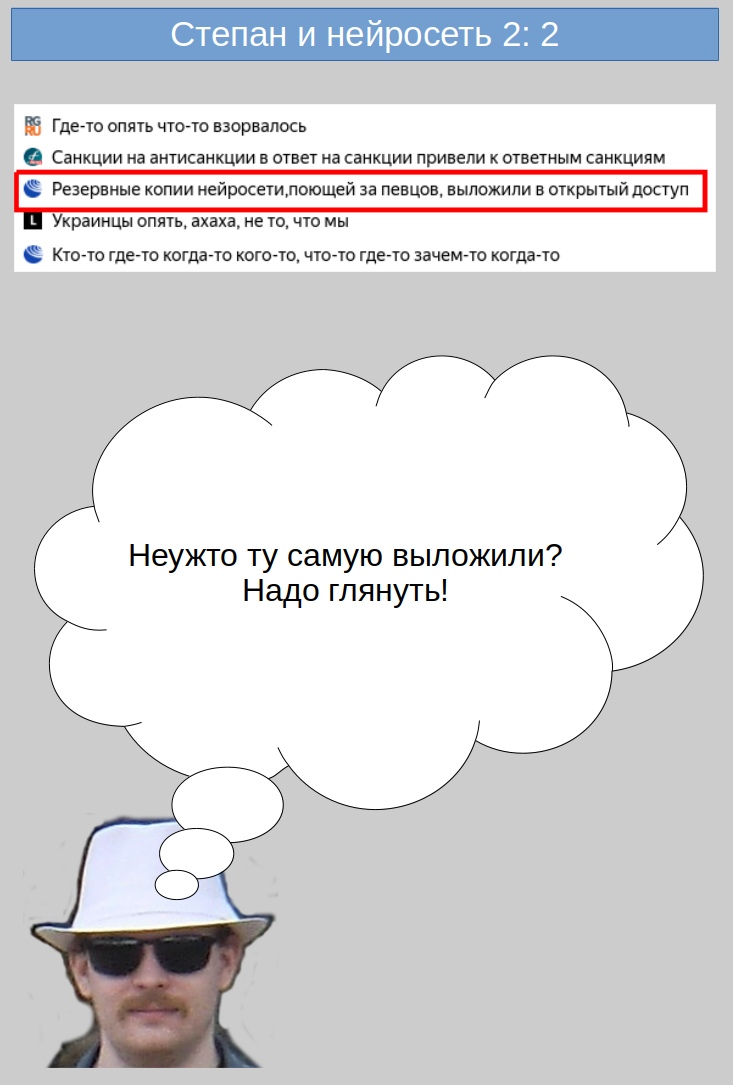 Степан и нейросеть 2: 2
RG
RU
Где-то опять что-то взорвалось
Санкции на антисанкции в ответ на санкции привели к ответным санкциям
Резервные копии нейросети,поющей за певцов, выложили в открытый доступ
L
Украинцы опять, ахаха, не то, что мы
Кто-то где-то когда-то кого-то, что-то где-то зачем-то когда-то
Неужто ту самую выложили?
Надо глянуть!